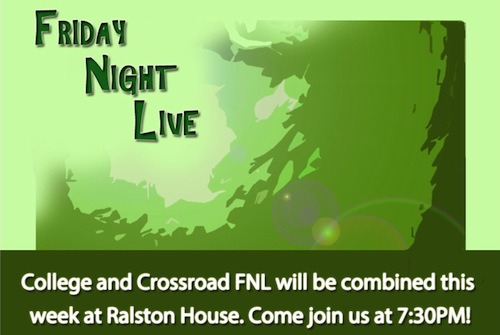 Friday
Night
Live
College and Crossroad FNL will be combined this
week at Ralston House. Come join us at 7:30PM!